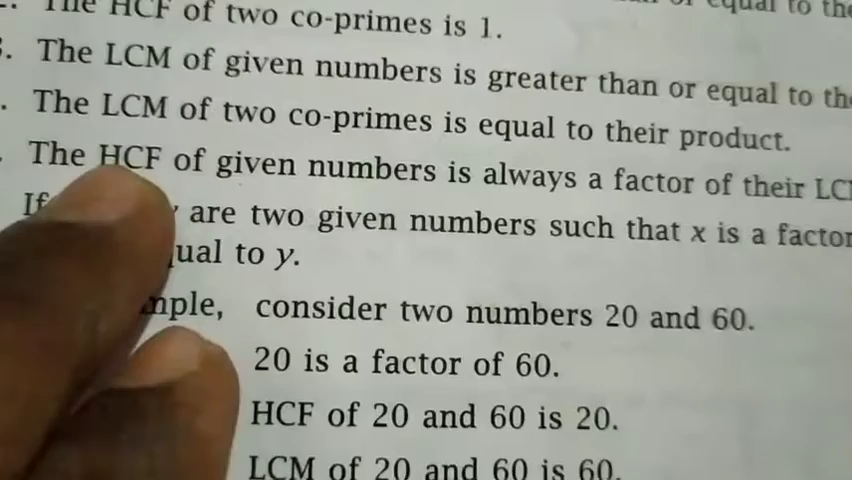 The HCF of two co-primes is 1.
The LCM of given numbers is greater than or equal to the
. The LCM of two co-primes is equal to their product.
The HCF of given numbers is always a factor of their LC
If are two given numbers such that x is a factor
qual to y.
mple, consider two numbers 20 and 60.
20 is a factor of 60.
HCF of 20 and 60 is 20.
LCM of 20 and 60 is 60.